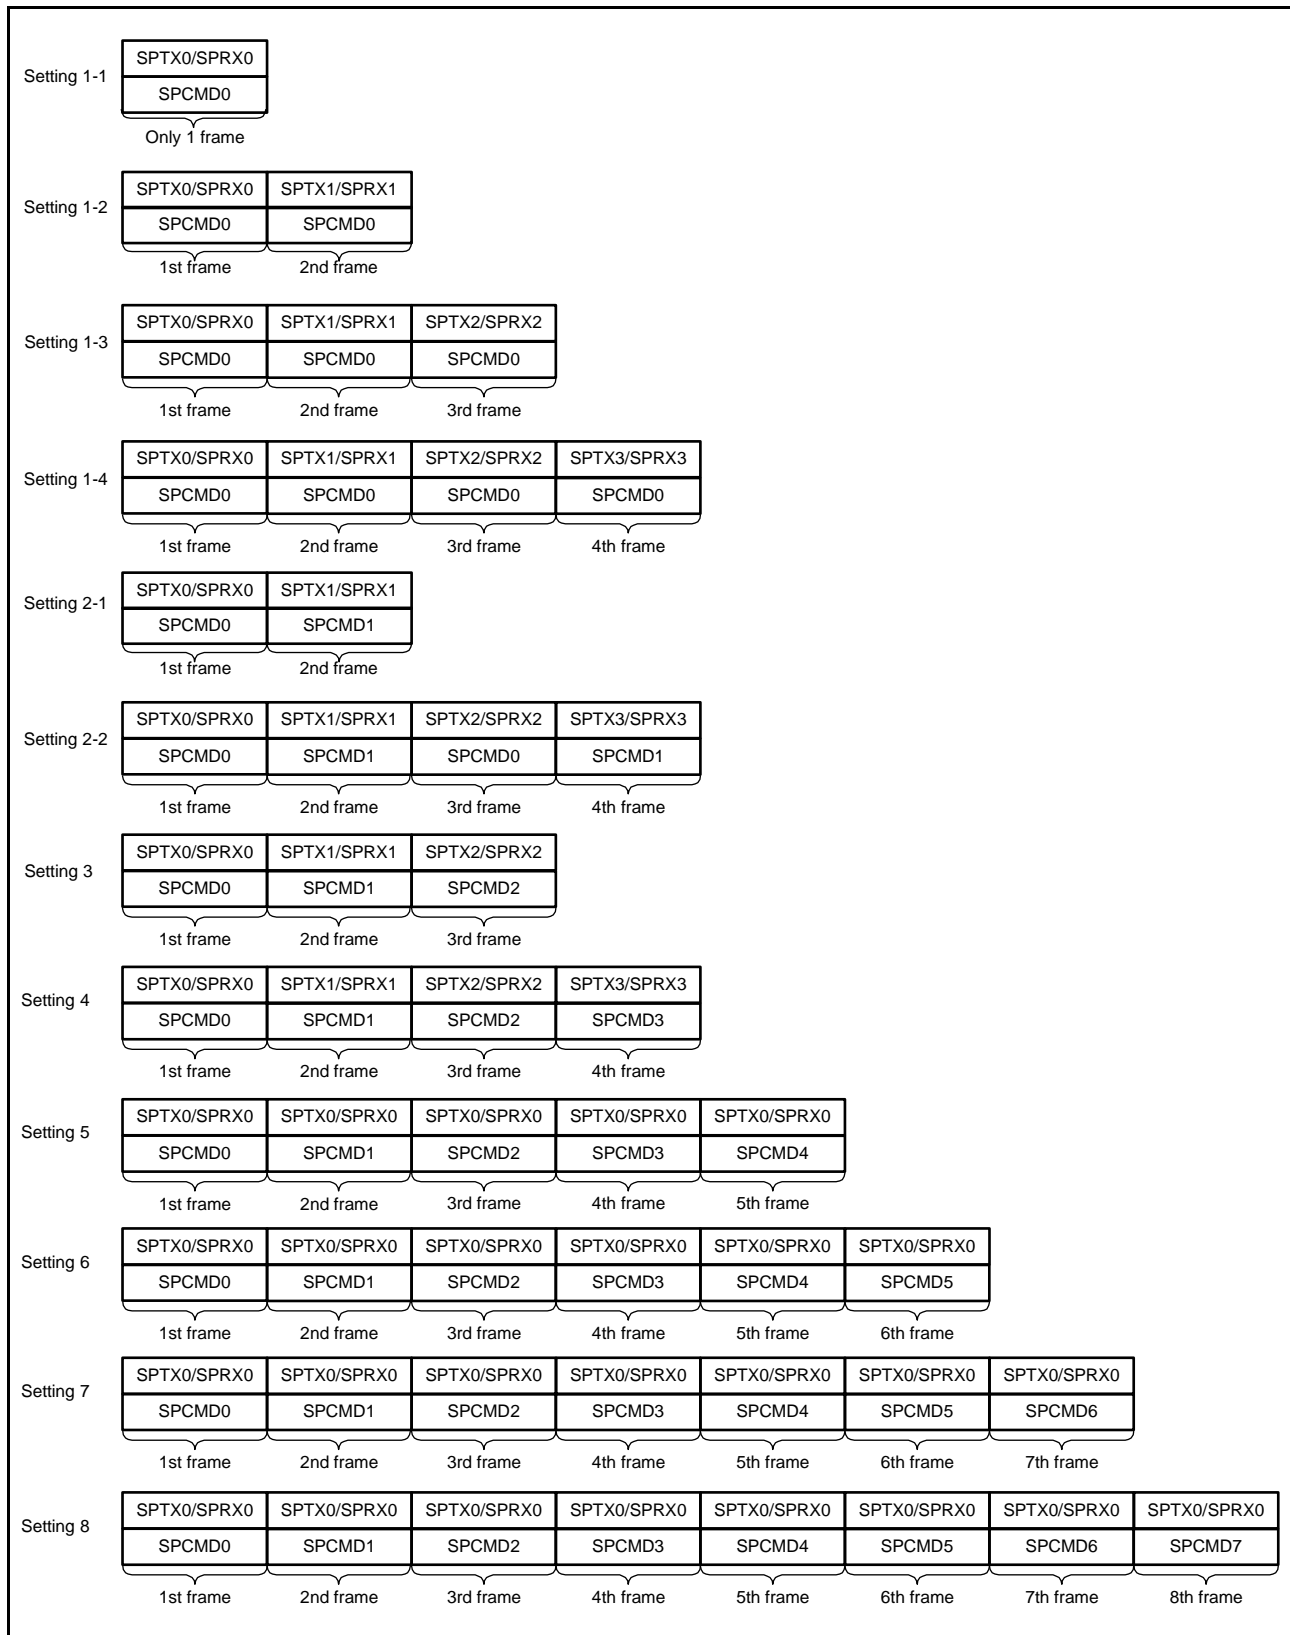 SPTX0/SPRX0
Setting 1-1
SPCMD0
Only 1 frame
SPTX0/SPRX0 SPTX1/SPRX1
Setting 1-2
SPCMD0 SPCMD0
1st frame 2nd frame
SPTX0/SPRX0 SPTX1/SPRX1 SPTX2/SPRX2
Setting 1-3
SPCMD0 SPCMD0 SPCMD0
1st frame 2nd frame 3rd frame
SPTX0/SPRX0 SPTX1/SPRX1 SPTX2/SPRX2 SPTX3/SPRX3
Setting 1-4
SPCMD0 SPCMD0 SPCMD0 SPCMD0
1st frame 2nd frame 3rd frame 4th frame
SPTX0/SPRX0 SPTX1/SPRX1
Setting 2-1
SPCMD0 SPCMD1
1st frame 2nd frame
SPTX0/SPRX0 SPTX1/SPRX1 SPTX2/SPRX2 SPTX3/SPRX3
Setting 2-2
SPCMD0 SPCMD1 SPCMD0 SPCMD1
1st frame 2nd frame 3rd frame 4th frame
SPTX0/SPRX0 SPTX1/SPRX1 SPTX2/SPRX2
Setting 3
SPCMD0 SPCMD1 SPCMD2
1st frame 2nd frame 3rd frame
SPTX0/SPRX0 SPTX1/SPRX1 SPTX2/SPRX2 SPTX3/SPRX3
Setting 4
SPCMD0 SPCMD1 SPCMD2 SPCMD3
1st frame 2nd frame 3rd frame 4th frame
SPTX0/SPRX0 SPTX0/SPRX0 SPTX0/SPRX0 SPTX0/SPRX0 SPTX0/SPRX0
Setting 5
SPCMD0 SPCMD1 SPCMD2 SPCMD3 SPCMD4
1st frame 2nd frame 3rd frame 4th frame 5th frame
SPTX0/SPRX0 SPTX0/SPRX0 SPTX0/SPRX0 SPTX0/SPRX0 SPTX0/SPRX0 SPTX0/SPRX0
Setting 6
SPCMD0 SPCMD1 SPCMD2 SPCMD3 SPCMD4 SPCMD5
1st frame 2nd frame 3rd frame 4th frame 5th frame 6th frame
SPTX0/SPRX0 SPTX0/SPRX0 SPTX0/SPRX0 SPTX0/SPRX0 SPTX0/SPRX0 SPTX0/SPRX0 SPTX0/SPRX0
Setting 7
SPCMD0 SPCMD1 SPCMD2 SPCMD3 SPCMD4 SPCMD5 SPCMD6
1st frame 2nd frame 3rd frame 4th frame 5th frame 6th frame 7th frame
SPTX0/SPRX0 SPTX0/SPRX0 SPTX0/SPRX0 SPTX0/SPRX0 SPTX0/SPRX0 SPTX0/SPRX0 SPTX0/SPRX0 SPTX0/SPRX0
Setting 8
SPCMD0 SPCMD1 SPCMD2 SPCMD3 SPCMD4 SPCMD5 SPCMD6 SPCMD7
1st frame 2nd frame 3rd frame 4th frame 5th frame 6th frame 7th frame 8th frame